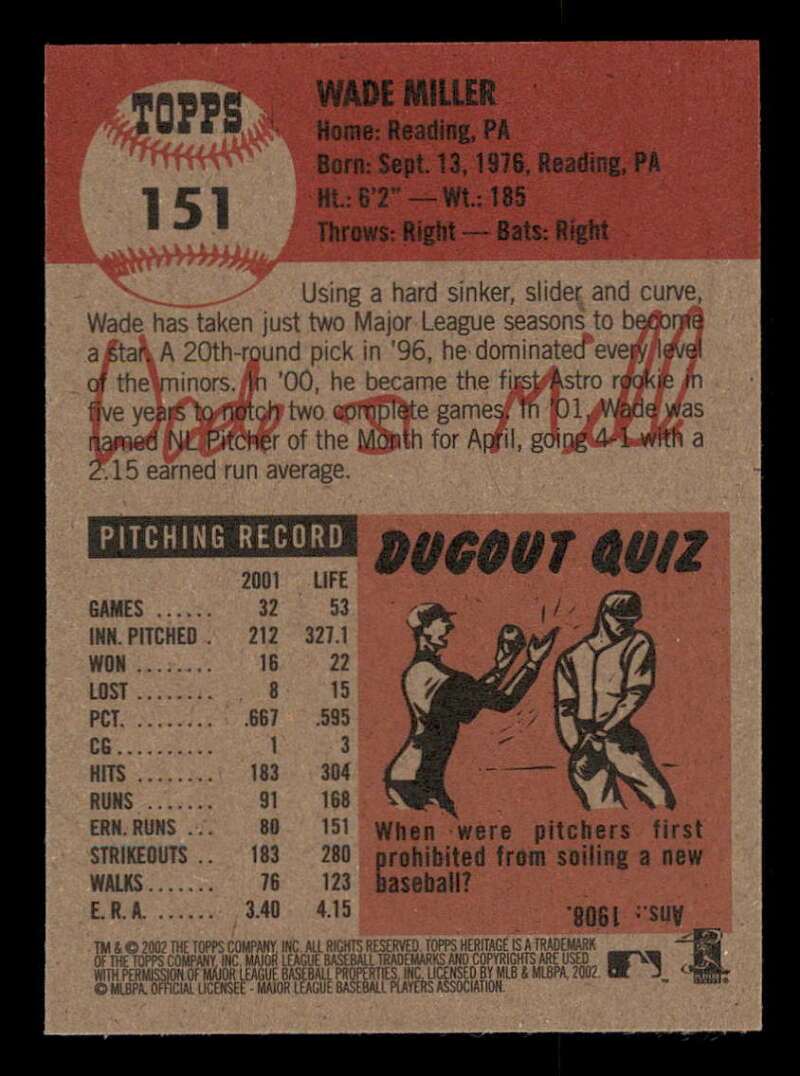 TOPPS
151
WADE MILLER
Home: Reading, PA
Born: Sept. 13, 1976, Reading, PA
Ht.: 6'2" — Wt.: 185
Throws: Right — Bats: Right
Using a hard sinker, slider and curve,
Wade has taken just two Major League seasons to become
a star. A 20th-round pick in '96, he dominated every level
of the minors. In '00, he became the first Astro rookie in
five years to notch two complete games. In '01, Wade was
named NL Pitcher of the Month for April, going 4-1 with a
2.15 earned run average.
PITCHING RECORD
2001 LIFE
GAMES ...... 32 53
INN. PITCHED . 212 327.1
WON ........ 16 22
LOST ........ 8 15
PCT. ........ .667 .595
CG.......... 1 3
HITS ........ 183 304
RUNS ....... 91 168
ERN. RUNS ... 80 151
STRIKEOUTS .. 183 280
WALKS....... 76 123
E. R. A. ...... 3.40 4.15
DUGOUT QUIZ
When were pitchers first
prohibited from soiling a new
baseball?
Ans.: 1908.
TM & © 2002 THE TOPPS COMPANY, INC. ALL RIGHTS RESERVED. TOPPS HERITAGE IS A TRADEMARK
OF THE TOPPS COMPANY, INC. MAJOR LEAGUE BASEBALL TRADEMARKS AND COPYRIGHTS ARE USED
WITH PERMISSION OF MAJOR LEAGUE BASEBALL PROPERTIES, INC. LICENSED BY MLB & MLBPA, 2002.
© MLBPA, OFFICIAL LICENSEE - MAJOR LEAGUE BASEBALL PLAYERS ASSOCIATION.